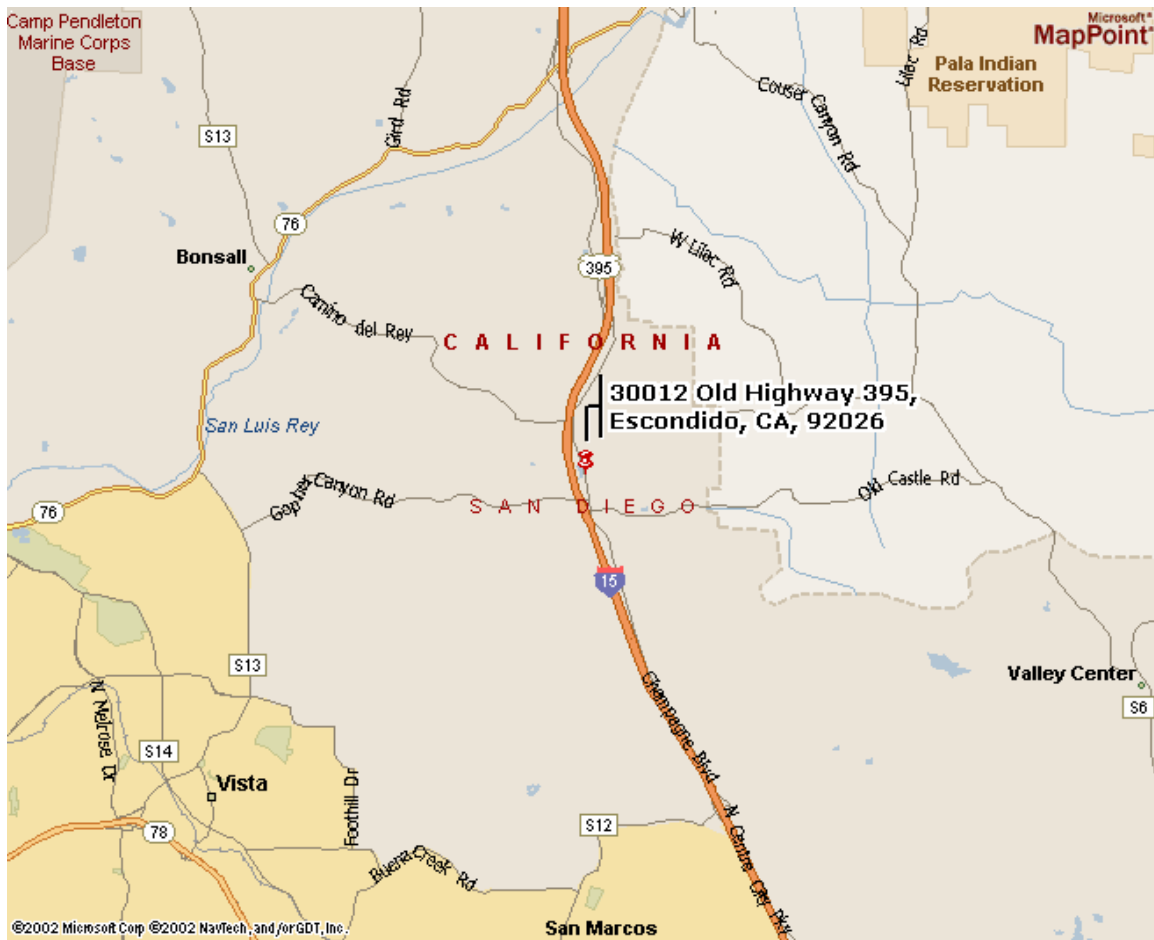 Camp Pendleton
Marine Corps
Base
Microsoft®
MapPoint®
Pala Indian
Reservation
Lilac Rd
Couser Canyon Rd
Gird Rd
S13
76
Bonsall
W Lilac Rd
395
Camino del Rey
CALIFORNIA
30012 Old Highway 395,
Escondido, CA, 92026
San Luis Rey
Old Castle Rd
Gopher Canyon Rd
SAN DIEGO
76
15
S13
Valley Center
S6
Champagne Blvd
N Melrose Dr
S14
Vista
Foothill Dr
78
S12
N Centre City Pkwy
Buena Creek Rd
San Marcos
©2002 Microsoft Corp ©2002 NavTech, and/or GDT, Inc.